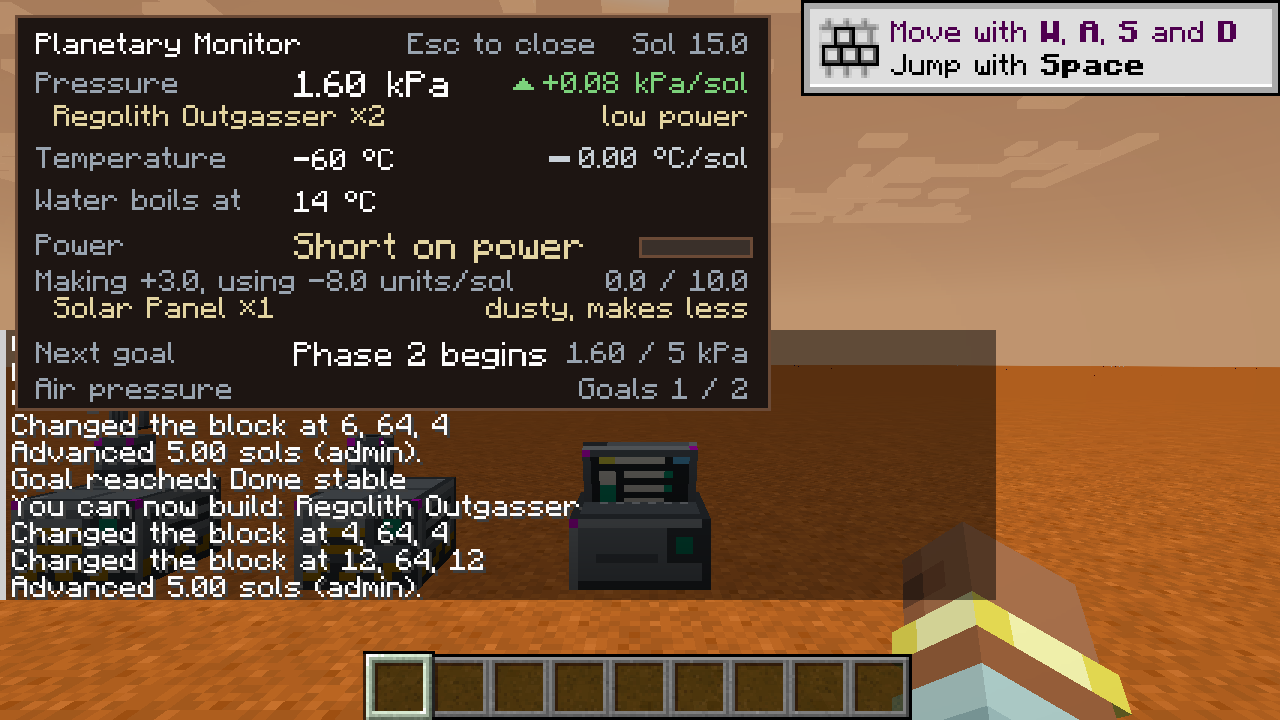 Planetary Monitor Esc to close Sol 15.0
Pressure 1.60 kPa ▲ +0.08 kPa/sol
Regolith Outgasser ×2 low power
Temperature −60 °C — 0.00 °C/sol
Water boils at 14 °C
Power Short on power
Making +3.0, using −8.0 units/sol 0.0 / 10.0
Solar Panel ×1 dusty, makes less
Next goal Phase 2 begins 1.60 / 5 kPa
Air pressure Goals 1 / 2
Move with W, A, S and D
Jump with Space
Changed the block at 6, 64, 4
Advanced 5.00 sols (admin).
Goal reached: Dome stable
You can now build: Regolith Outgasser
Changed the block at 4, 64, 4
Changed the block at 12, 64, 12
Advanced 5.00 sols (admin).